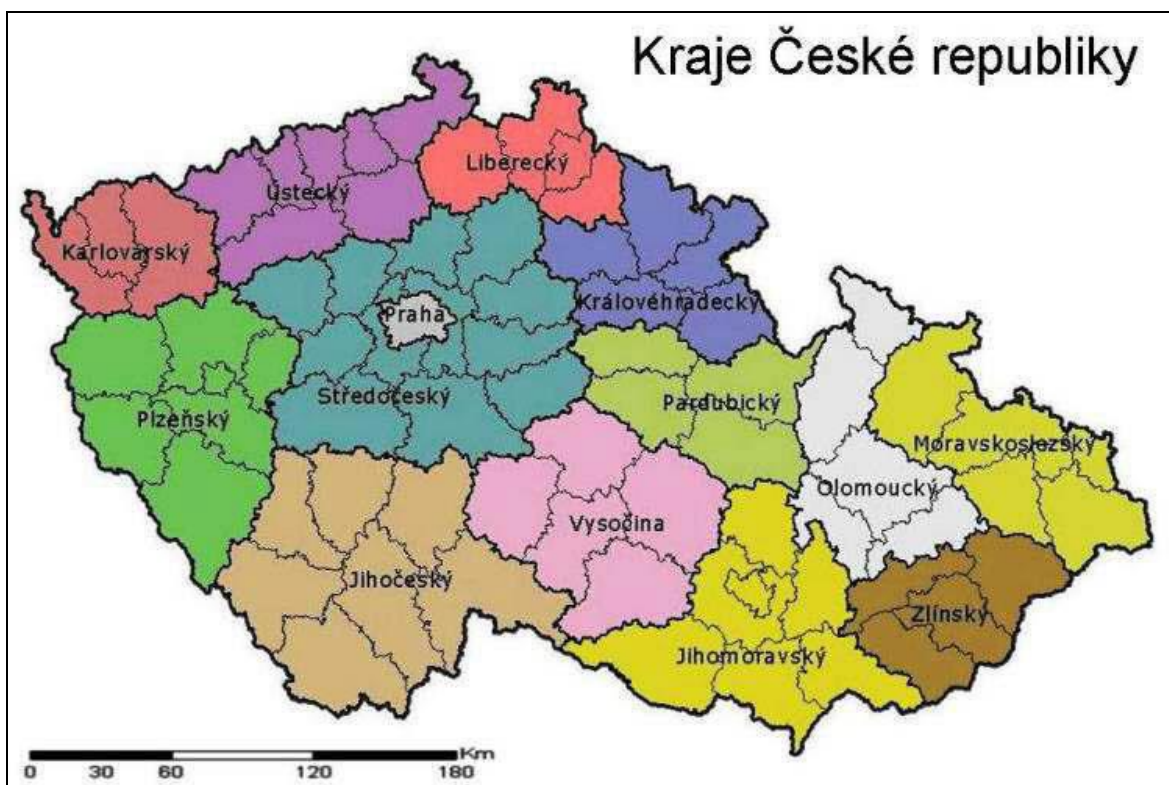 Kraje České republiky
Liberecký
Ústecký
Karlovarský
Královéhradecký
Praha
Středočeský
Pardubický
Plzeňský
Moravskoslezský
Olomoucký
Vysočina
Jihočeský
Zlínský
Jihomoravský
Km
0 30 60 120 180